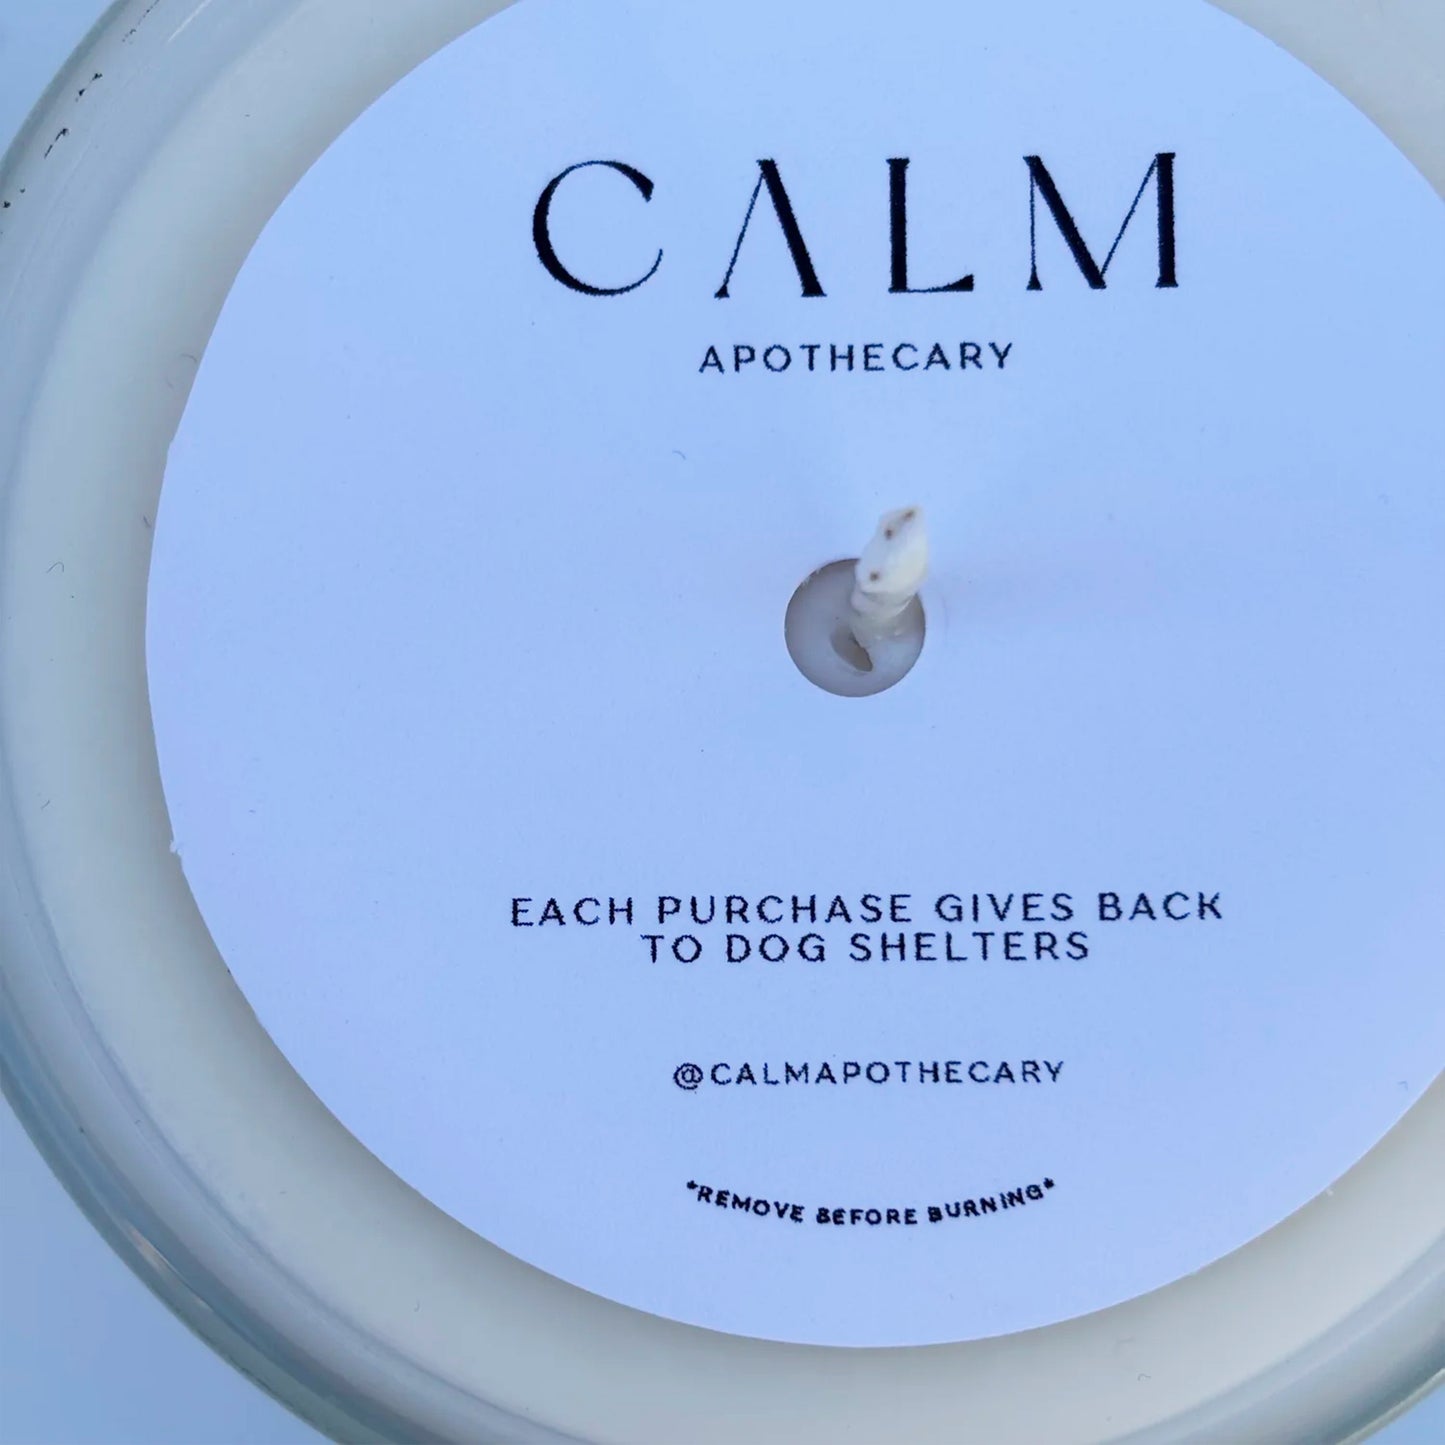 CALM
APOTHECARY
EACH PURCHASE GIVES BACK
TO DOG SHELTERS
@CALMAPOTHECARY
*REMOVE BEFORE BURNING*